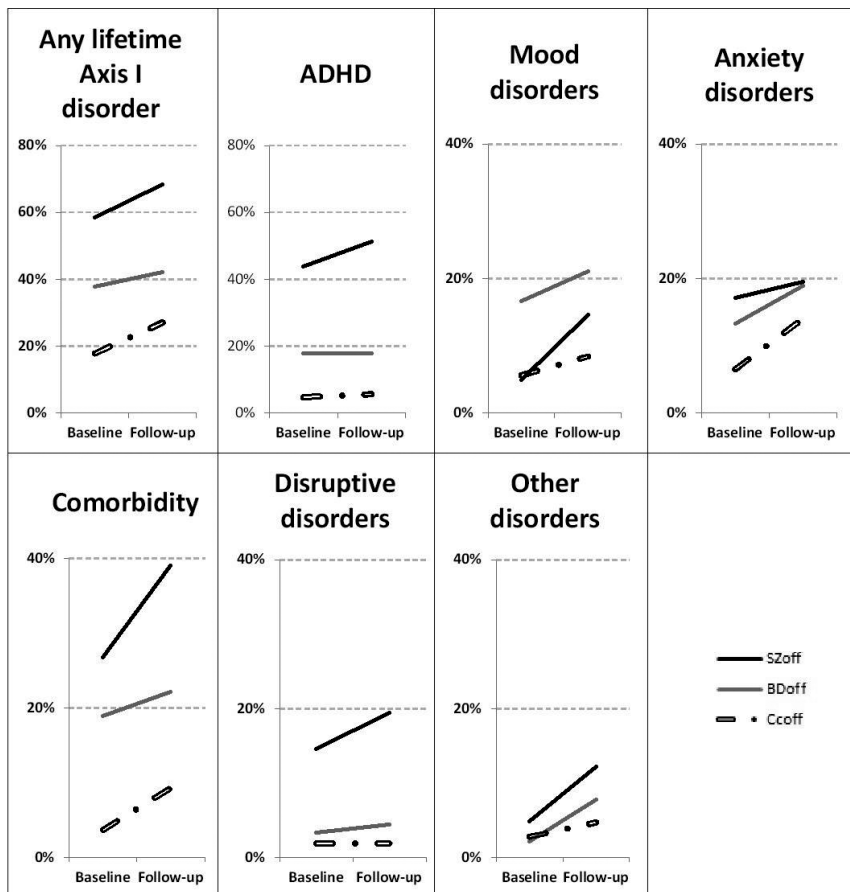 Any lifetime
Axis I
disorder
80%
60%
40%
20%
0%
Baseline Follow-up
ADHD
80%
60%
40%
20%
0%
Baseline Follow-up
Mood
disorders
40%
20%
0%
Baseline Follow-up
Anxiety
disorders
40%
20%
0%
Baseline Follow-up
Comorbidity
40%
20%
0%
Baseline Follow-up
Disruptive
disorders
40%
20%
0%
Baseline Follow-up
Other
disorders
40%
20%
0%
Baseline Follow-up
SZoff
BDoff
Ccoff